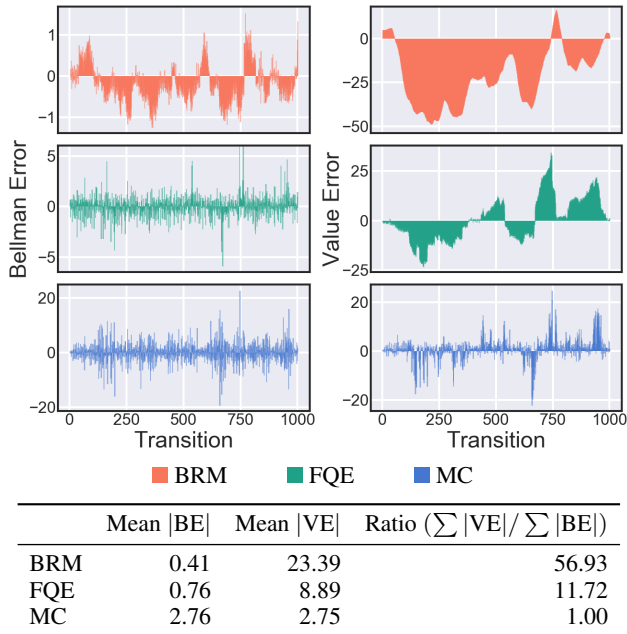 Bellman Error
1
0
−1
5
0
−5
20
0
−20
0 250 500 750 1000
Transition
Value Error
0
−25
−50
25
0
−25
20
0
−20
0 250 500 750 1000
Transition
BRM FQE MC
Mean |BE| Mean |VE| Ratio (∑ |VE|/ ∑ |BE|)
BRM 0.41 23.39 56.93
FQE 0.76 8.89 11.72
MC 2.76 2.75 1.00